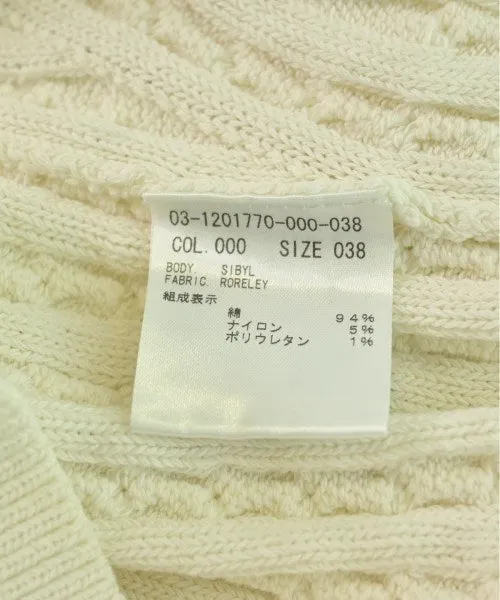 03-1201770-000-038
COL. 000 SIZE 038
BODY. SIBYL
FABRIC. RORELEY
組成表示
綿 94%
ナイロン 5%
ポリウレタン 1%